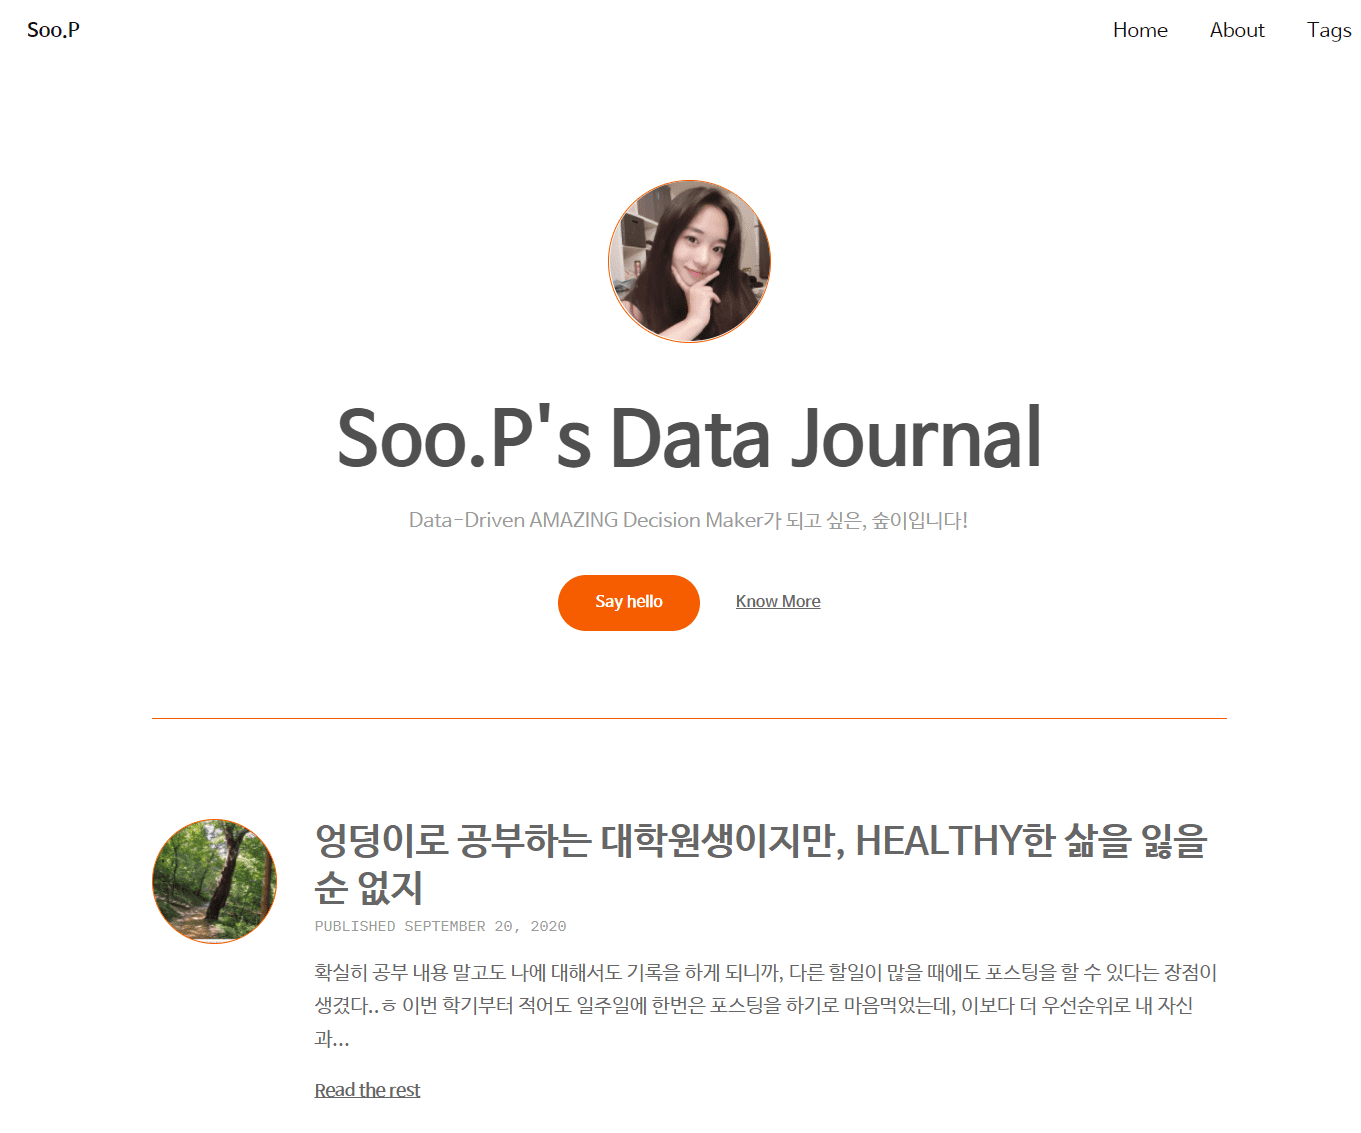 Soo.P
Home
About
Tags
Soo.P's Data Journal
Data-Driven AMAZING Decision Maker가 되고 싶은, 숲이입니다!
Say hello
Know More
엉덩이로 공부하는 대학원생이지만, HEALTHY한 삶을 잃을
순 없지
PUBLISHED SEPTEMBER 20, 2020
확실히 공부 내용 말고도 나에 대해서도 기록을 하게 되니까, 다른 할일이 많을 때에도 포스팅을 할 수 있다는 장점이
생겼다..ㅎ 이번 학기부터 적어도 일주일에 한번은 포스팅을 하기로 마음먹었는데, 이보다 더 우선순위로 내 자신
과...
Read the rest